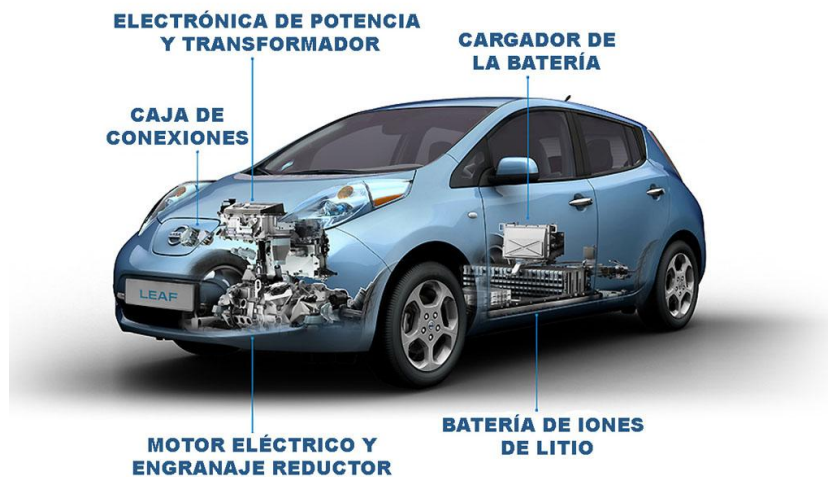 ELECTRÓNICA DE POTENCIA
Y TRANSFORMADOR
CARGADOR DE
LA BATERÍA
CAJA DE
CONEXIONES
LEAF
BATERÍA DE IONES
DE LITIO
MOTOR ELÉCTRICO Y
ENGRANAJE REDUCTOR